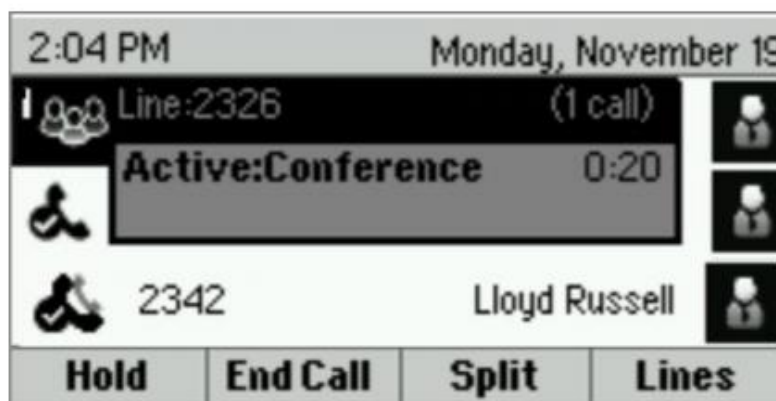 2:04 PM Monday, November 19
Line:2326 (1 call)
Active:Conference 0:20
2342 Lloyd Russell
Hold End Call Split Lines